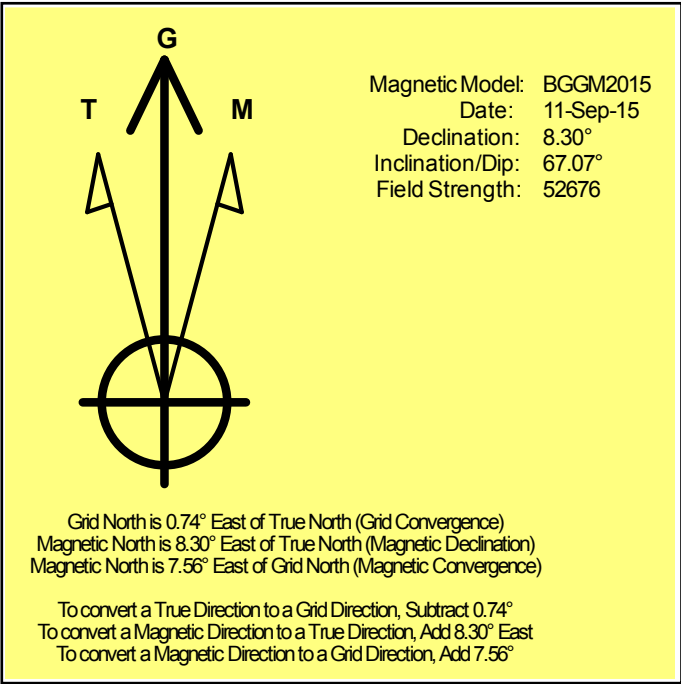 G
T
M
Magnetic Model: BGGM2015
Date: 11-Sep-15
Declination: 8.30°
Inclination/Dip: 67.07°
Field Strength: 52676
Grid North is 0.74° East of True North (Grid Convergence)
Magnetic North is 8.30° East of True North (Magnetic Declination)
Magnetic North is 7.56° East of Grid North (Magnetic Convergence)
To convert a True Direction to a Grid Direction, Subtract 0.74°
To convert a Magnetic Direction to a True Direction, Add 8.30° East
To convert a Magnetic Direction to a Grid Direction, Add 7.56°